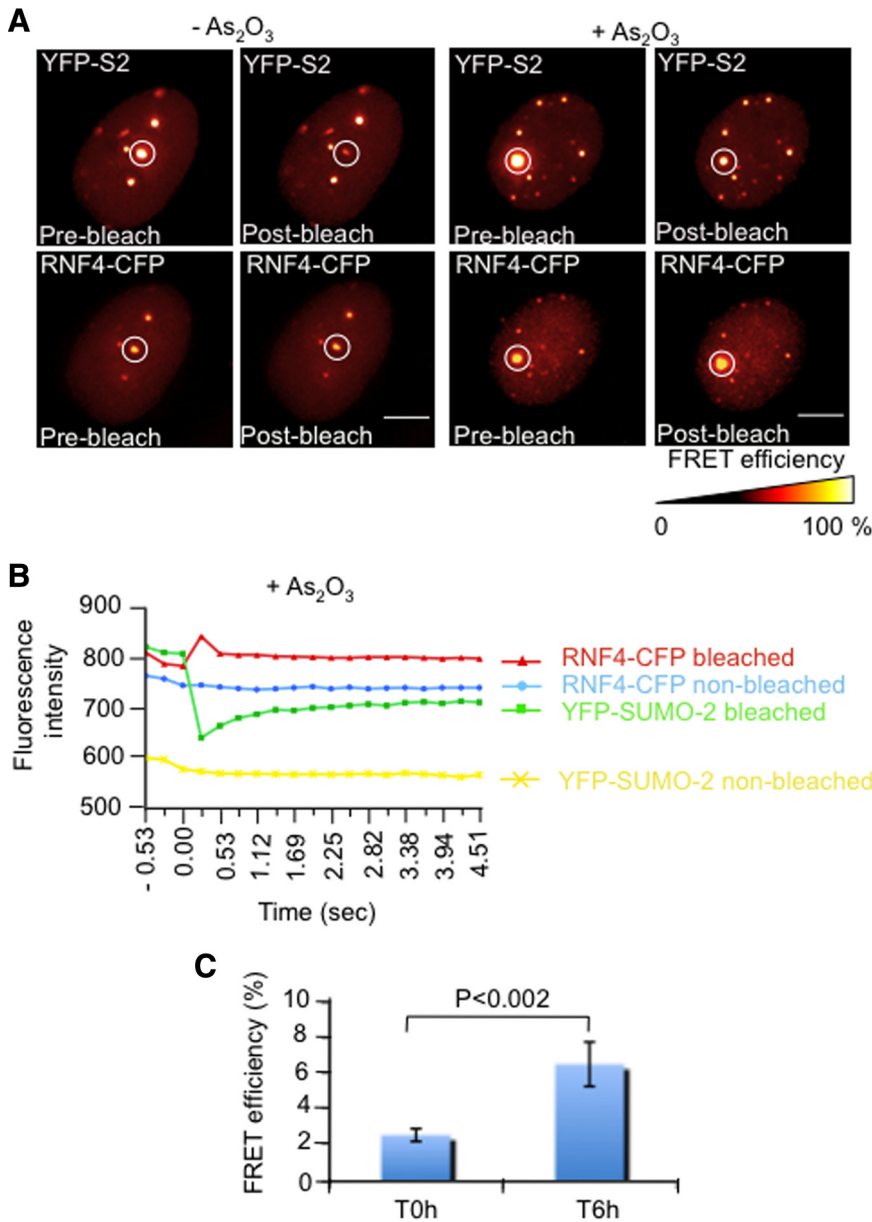 A
- As₂O₃
+ As₂O₃
YFP-S2
YFP-S2
YFP-S2
YFP-S2
Pre-bleach
Post-bleach
Pre-bleach
Post-bleach
RNF4-CFP
RNF4-CFP
RNF4-CFP
RNF4-CFP
Pre-bleach
Post-bleach
Pre-bleach
Post-bleach
FRET efficiency
0
100 %
B
+ As₂O₃
Fluorescence
intensity
900
800
700
600
500
- 0.53
0.00
0.53
1.12
1.69
2.25
2.82
3.38
3.94
4.51
Time (sec)
RNF4-CFP bleached
RNF4-CFP non-bleached
YFP-SUMO-2 bleached
YFP-SUMO-2 non-bleached
C
FRET efficiency (%)
10
8
6
4
2
0
P<0.002
T0h
T6h